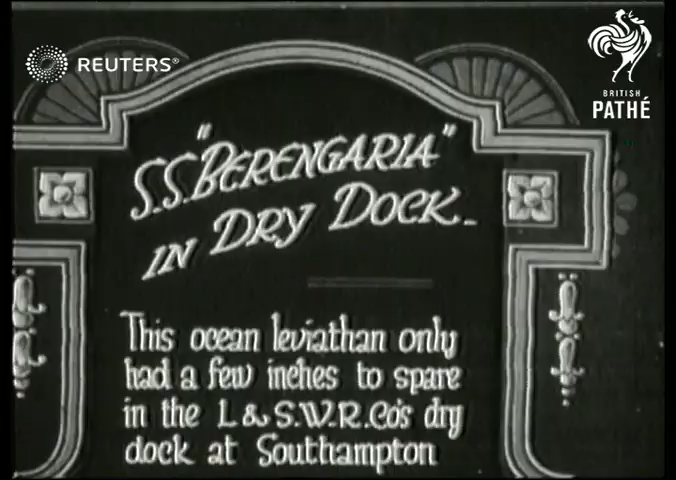 REUTERS®
BRITISH
PATHÉ
S.S. "BERENGARIA"
IN DRY DOCK.
This ocean leviathan only
had a few inches to spare
in the L & S.W.R. Co's dry
dock at Southampton